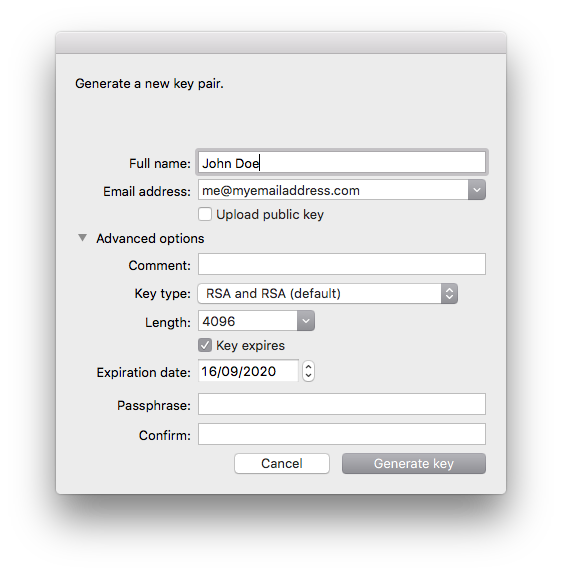 Generate a new key pair.
Full name: John Doe
Email address: me@myemailaddress.com
Upload public key
Advanced options
Comment:
Key type: RSA and RSA (default)
Length: 4096
Key expires
Expiration date: 16/09/2020
Passphrase:
Confirm:
Cancel Generate key